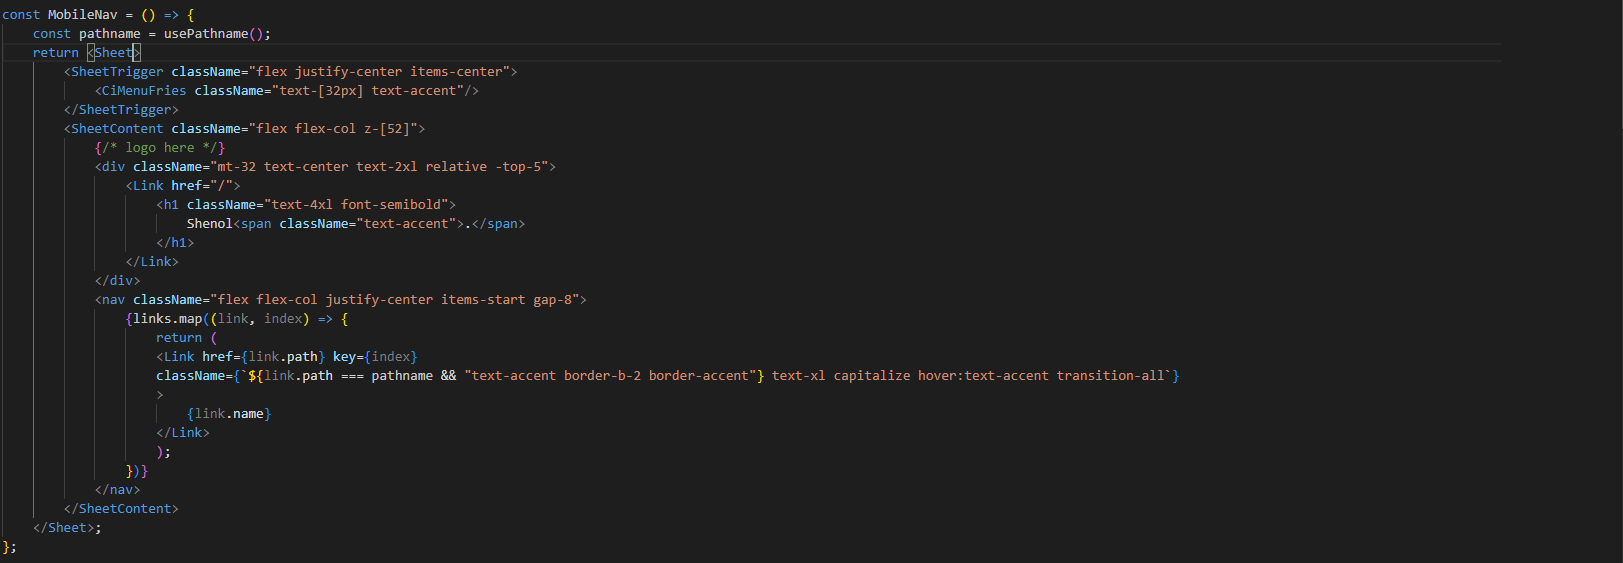 const MobileNav = () => {
    const pathname = usePathname();
    return <Sheet>
        <SheetTrigger className="flex justify-center items-center">
            <CiMenuFries className="text-[32px] text-accent"/>
        </SheetTrigger>
        <SheetContent className="flex flex-col z-[52]">
            {/* logo here */}
            <div className="mt-32 text-center text-2xl relative -top-5">
                <Link href="/">
                    <h1 className="text-4xl font-semibold">
                        Shenol<span className="text-accent">.</span>
                    </h1>
                </Link>
            </div>
            <nav className="flex flex-col justify-center items-start gap-8">
                {links.map((link, index) => {
                    return (
                    <Link href={link.path} key={index}
                    className={`${link.path === pathname && "text-accent border-b-2 border-accent"} text-xl capitalize hover:text-accent transition-all`}
                    >
                        {link.name}
                    </Link>
                    );
                })}
            </nav>
        </SheetContent>
    </Sheet>;
};